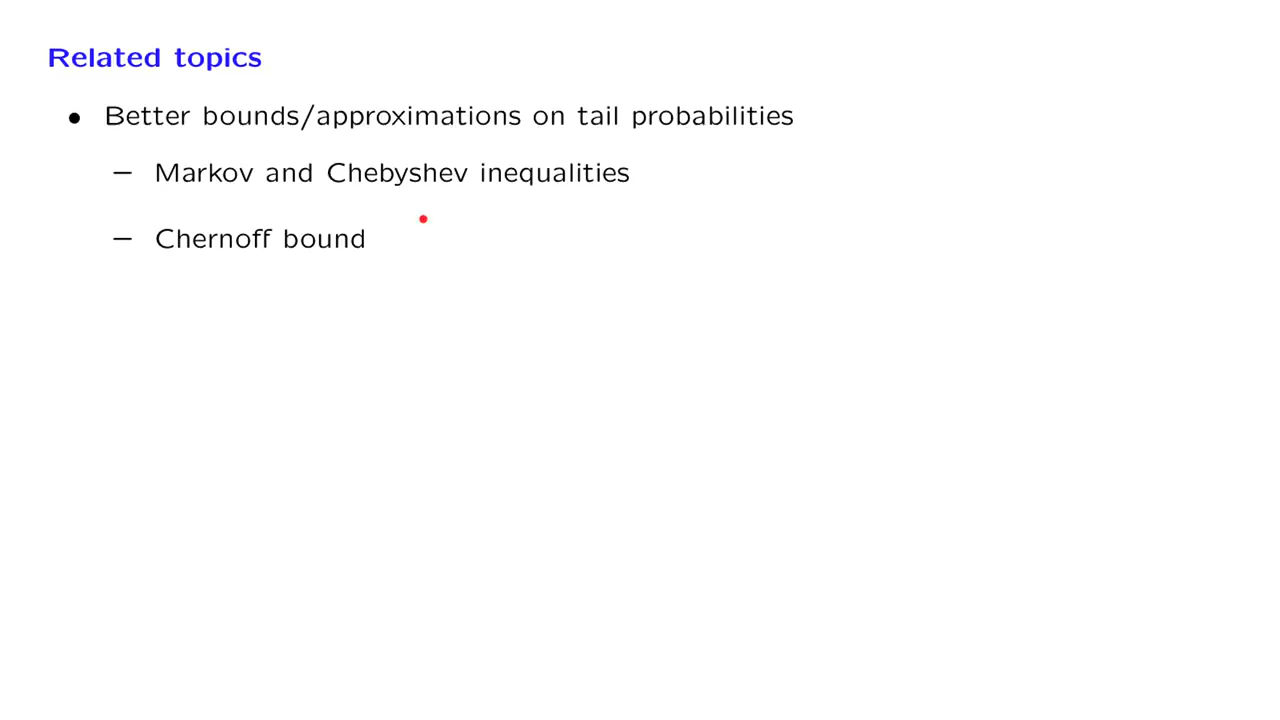 Related topics
• Better bounds/approximations on tail probabilities
– Markov and Chebyshev inequalities
– Chernoff bound